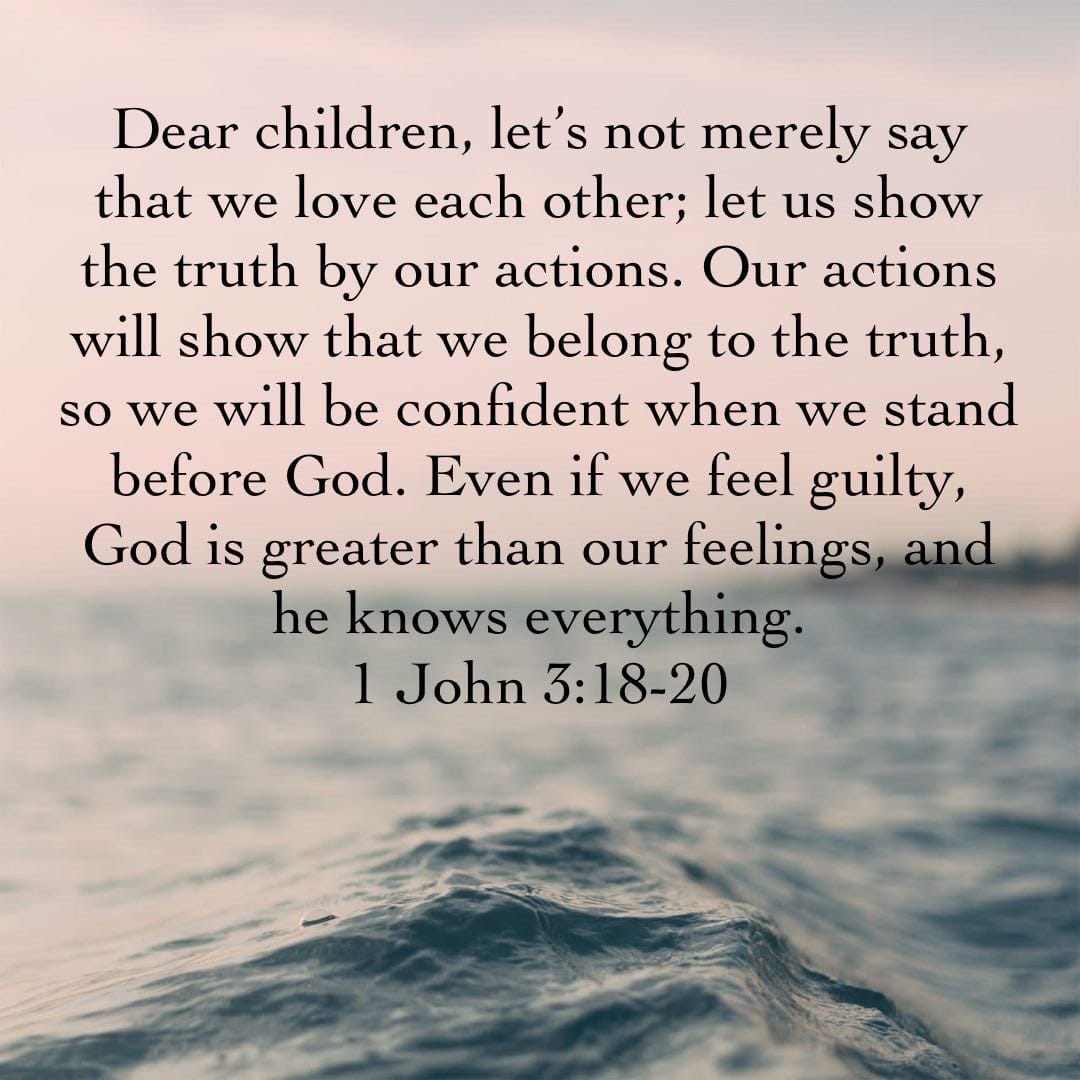 Dear children, let’s not merely say
that we love each other; let us show
the truth by our actions. Our actions
will show that we belong to the truth,
so we will be confident when we stand
before God. Even if we feel guilty,
God is greater than our feelings, and
he knows everything.
1 John 3:18-20